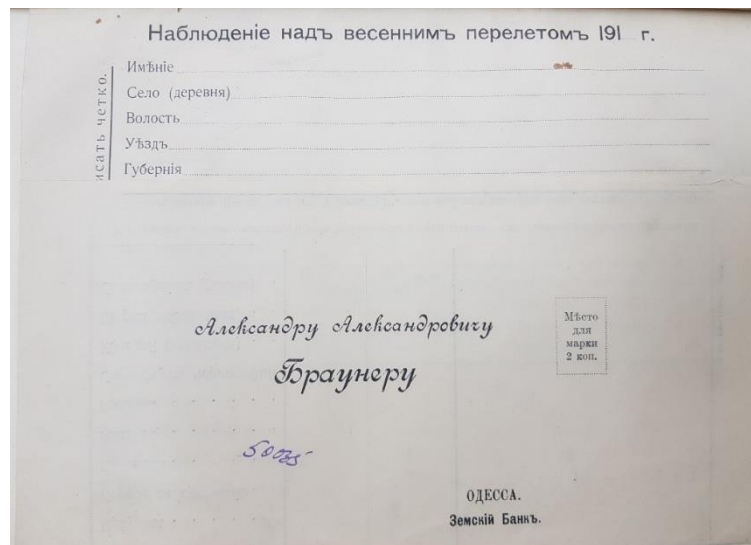 Наблюденіе надъ весеннимъ перелетомъ 191 г.
исать четко.
Имѣніе
Село (деревня)
Волость
Уѣздъ
Губернія
Александру Александровичу
Браунеру
Мѣсто
для
марки
2 коп.
ОДЕССА.
Земскій Банкъ.